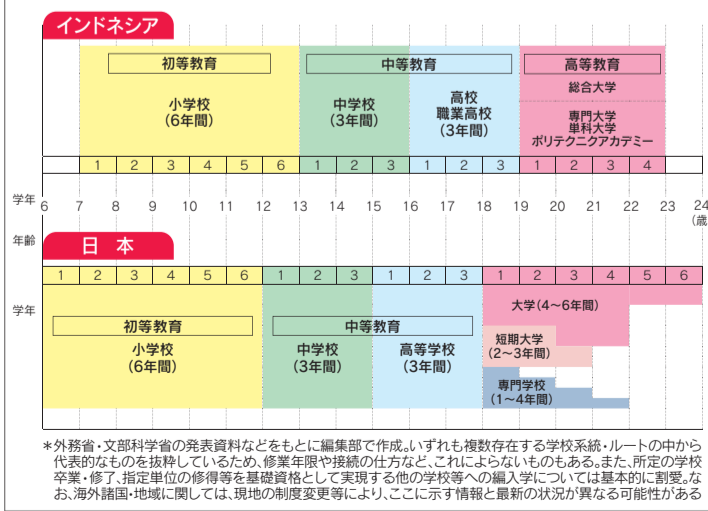 インドネシア
初等教育
中等教育
高等教育
小学校
(6年間)
中学校
(3年間)
高校
職業高校
(3年間)
総合大学
専門大学
単科大学
ポリテクニクアカデミー
1 2 3 4 5 6 1 2 3 1 2 3 1 2 3 4
学年
6 7 8 9 10 11 12 13 14 15 16 17 18 19 20 21 22 23 24
(歳
年齢
日本
1 2 3 4 5 6 1 2 3 1 2 3 1 2 3 4 5 6
学年
初等教育
中等教育
小学校
(6年間)
中学校
(3年間)
高等学校
(3年間)
大学(4～6年間)
短期大学
(2～3年間)
専門学校
(1～4年間)
＊外務省・文部科学省の発表資料などをもとに編集部で作成。いずれも複数存在する学校系統・ルートの中から
代表的なものを抜粋しているため、修業年限や接続の仕方など、これによらないものもある。また、所定の学校
卒業・修了、指定単位の修得等を基礎資格として実現する他の学校等への編入学については基本的に割愛。な
お、海外諸国・地域に関しては、現地の制度変更等により、ここに示す情報と最新の状況が異なる可能性がある